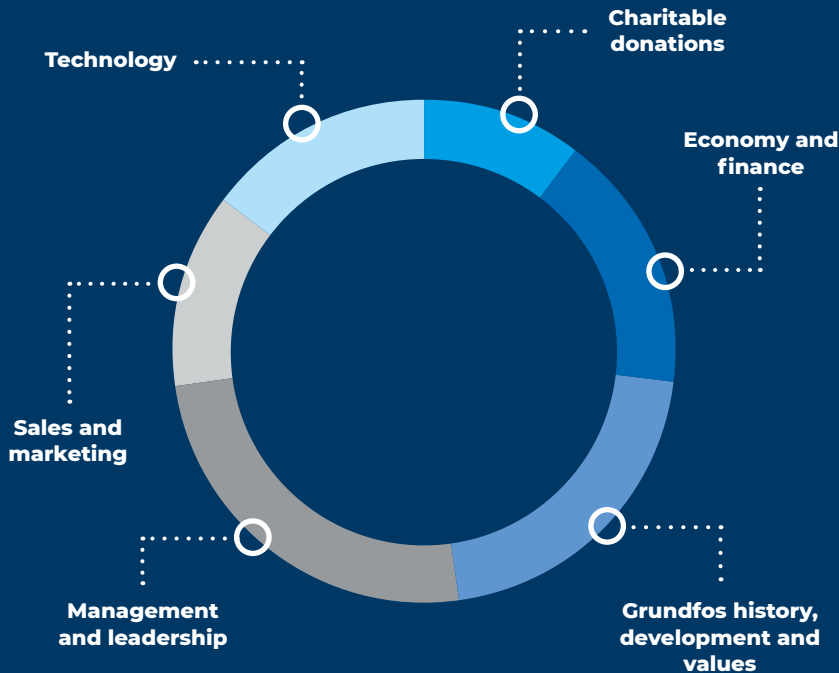 Charitable
donations
Technology
Economy and
finance
Sales and
marketing
Management
and leadership
Grundfos history,
development and
values